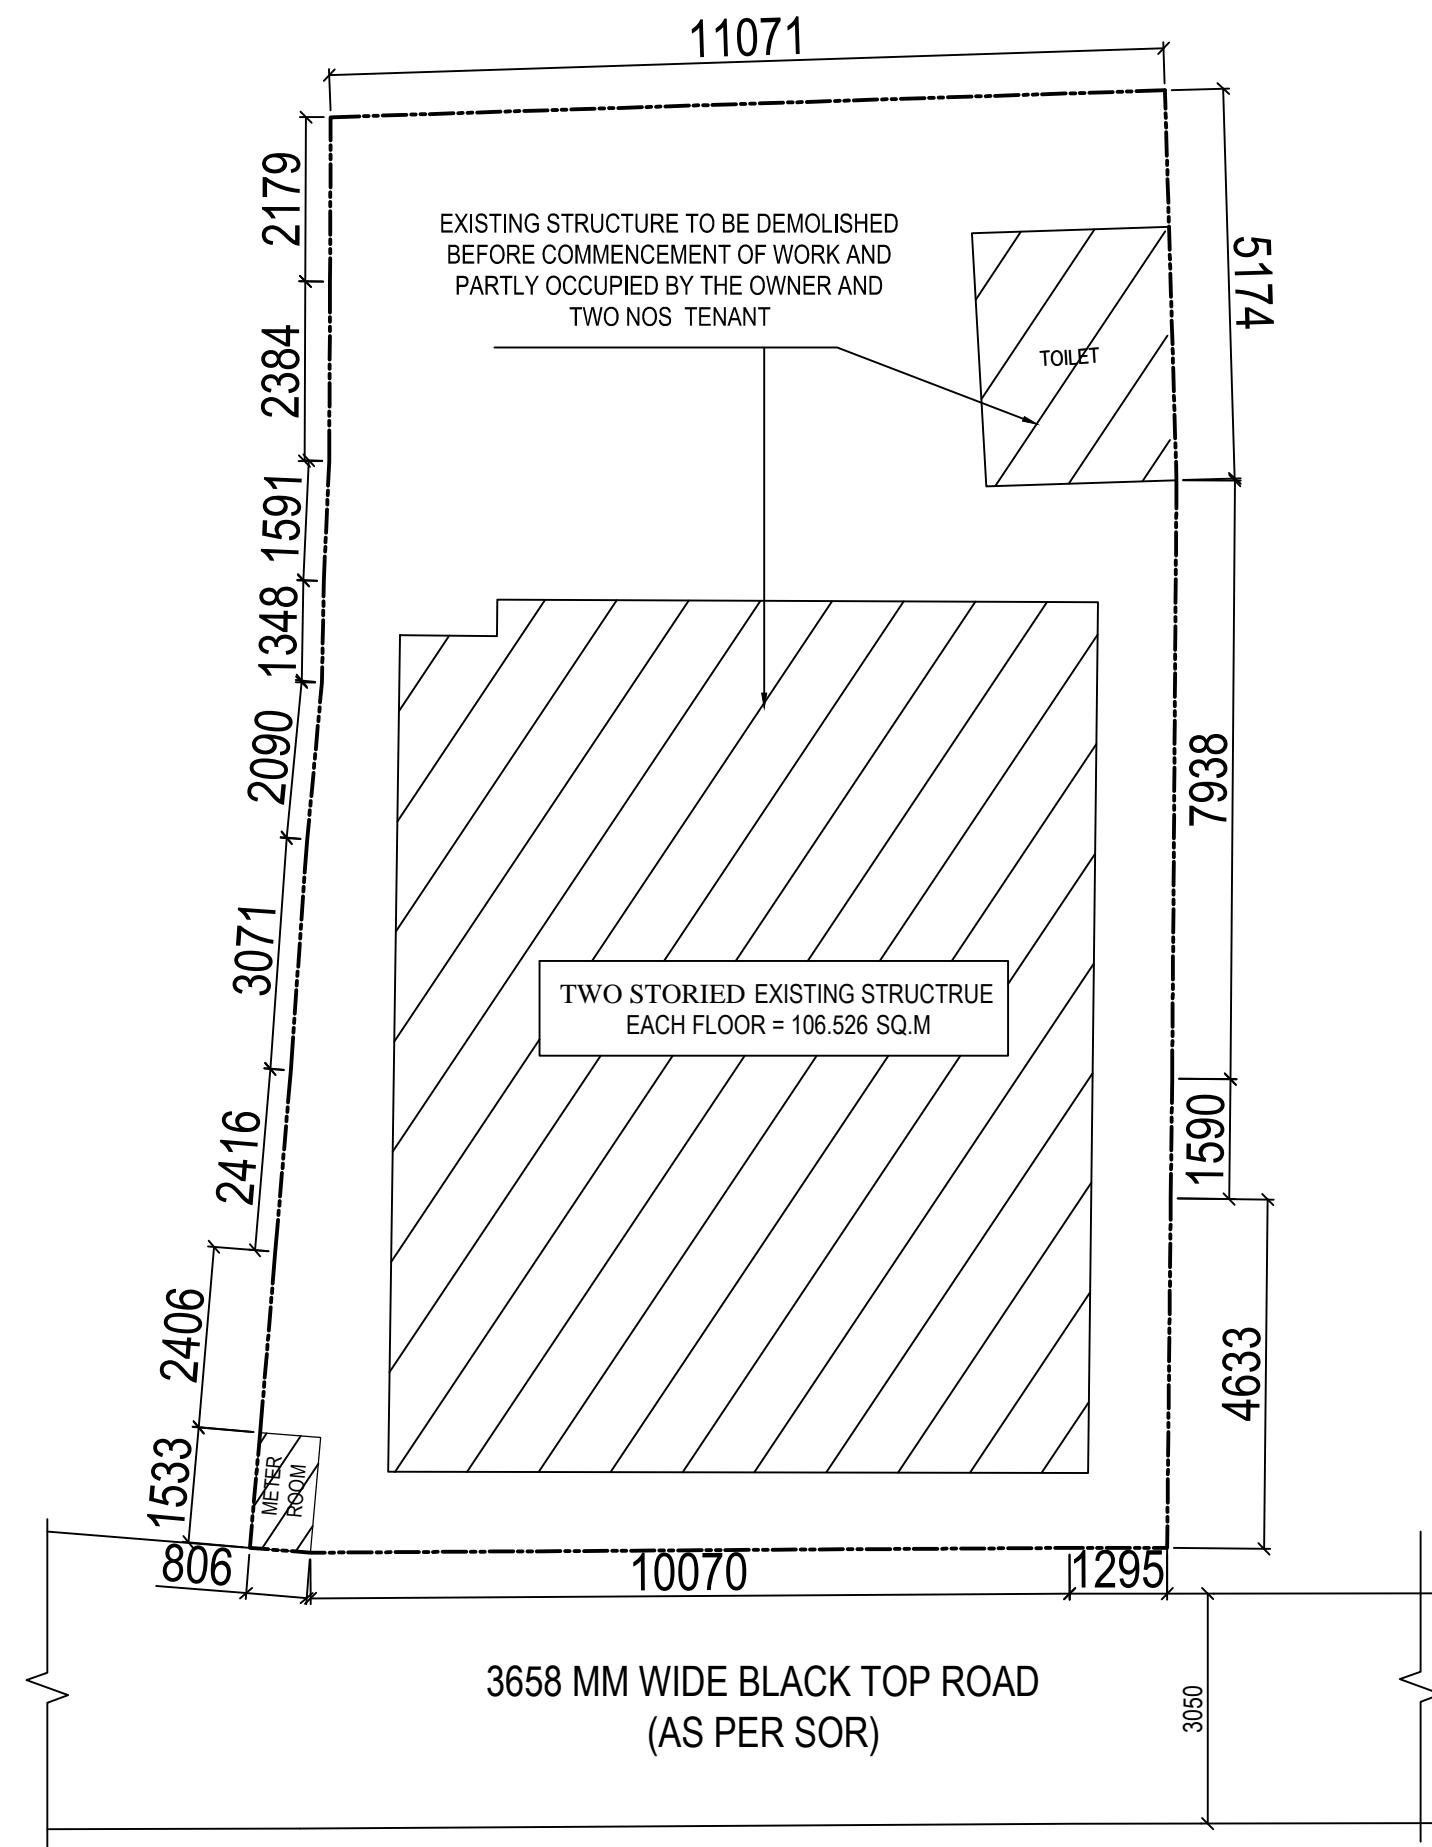 11071
2179
5174
EXISTING STRUCTURE TO BE DEMOLISHED
BEFORE COMMENCEMENT OF WORK AND
PARTLY OCCUPIED BY THE OWNER AND
TWO NOS TENANT
TOILET
2384
1591
1348
2090
7938
3071
TWO STORIED EXISTING STRUCTRUE
EACH FLOOR = 106.526 SQ.M
2416
1590
2406
4633
METER
ROOM
1533
806
10070
1295
3658 MM WIDE BLACK TOP ROAD
(AS PER SOR)
3050